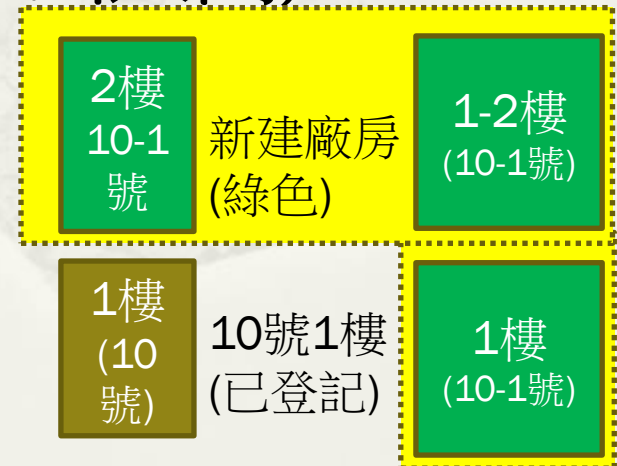 2樓
10-1
號
新建廠房
(綠色)
1-2樓
(10-1號)
1樓
(10
號)
10號1樓
(已登記)
1樓
(10-1號)